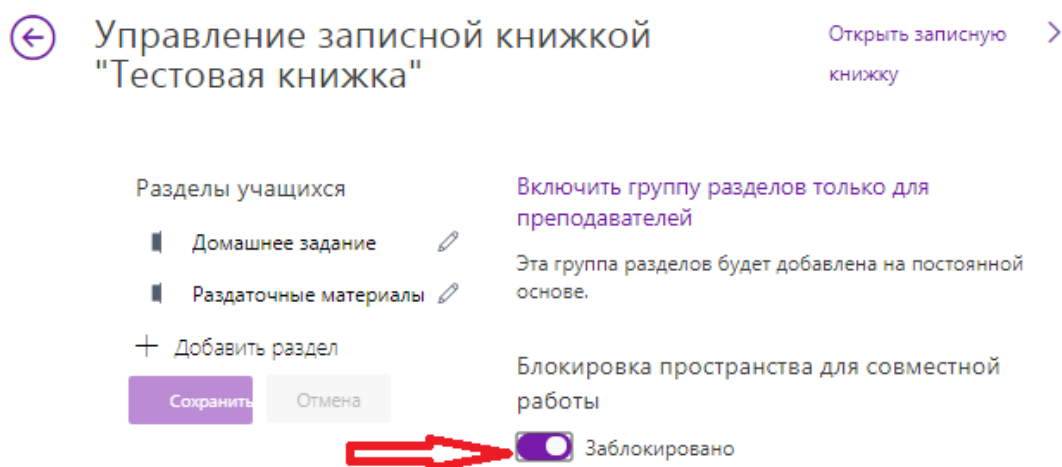 Управление записной книжкой
"Тестовая книжка"
Открыть записную
книжку
Разделы учащихся
Домашнее задание
Раздаточные материалы
Добавить раздел
Сохранить
Отмена
Включить группу разделов только для
преподавателей
Эта группа разделов будет добавлена на постоянной
основе.
Блокировка пространства для совместной
работы
Заблокировано